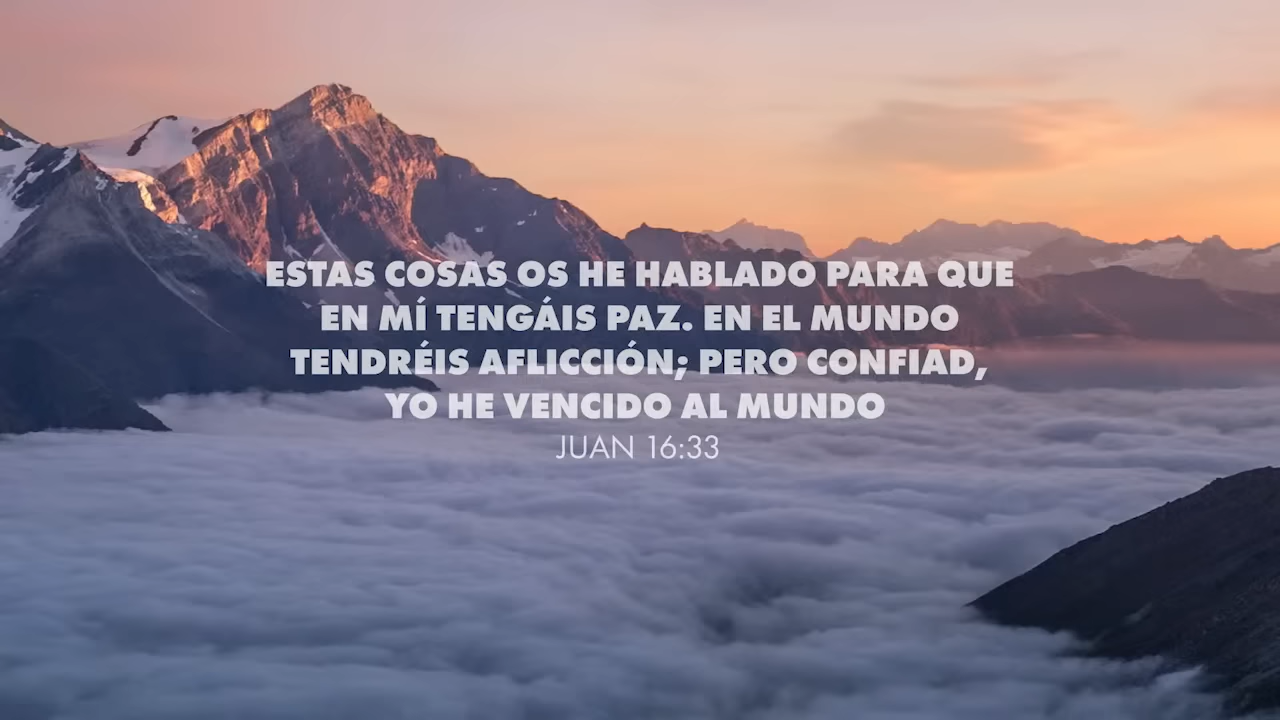 ESTAS COSAS OS HE HABLADO PARA QUE
EN MÍ TENGÁIS PAZ. EN EL MUNDO
TENDRÉIS AFLICCIÓN; PERO CONFIAD,
YO HE VENCIDO AL MUNDO
JUAN 16:33